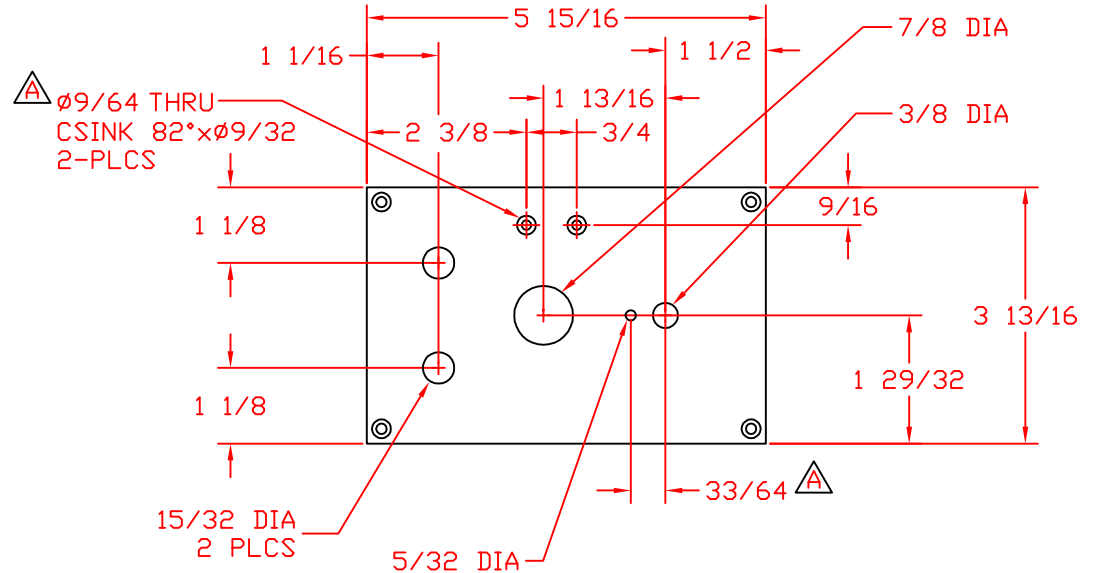 5 15/16
7/8 DIA
1 1/16
1 1/2
A
Ø9/64 THRU
CSINK 82°xØ9/32
2-PLCS
1 13/16
3/8 DIA
2 3/8
3/4
9/16
1 1/8
3 13/16
1 29/32
1 1/8
33/64
A
15/32 DIA
2 PLCS
5/32 DIA